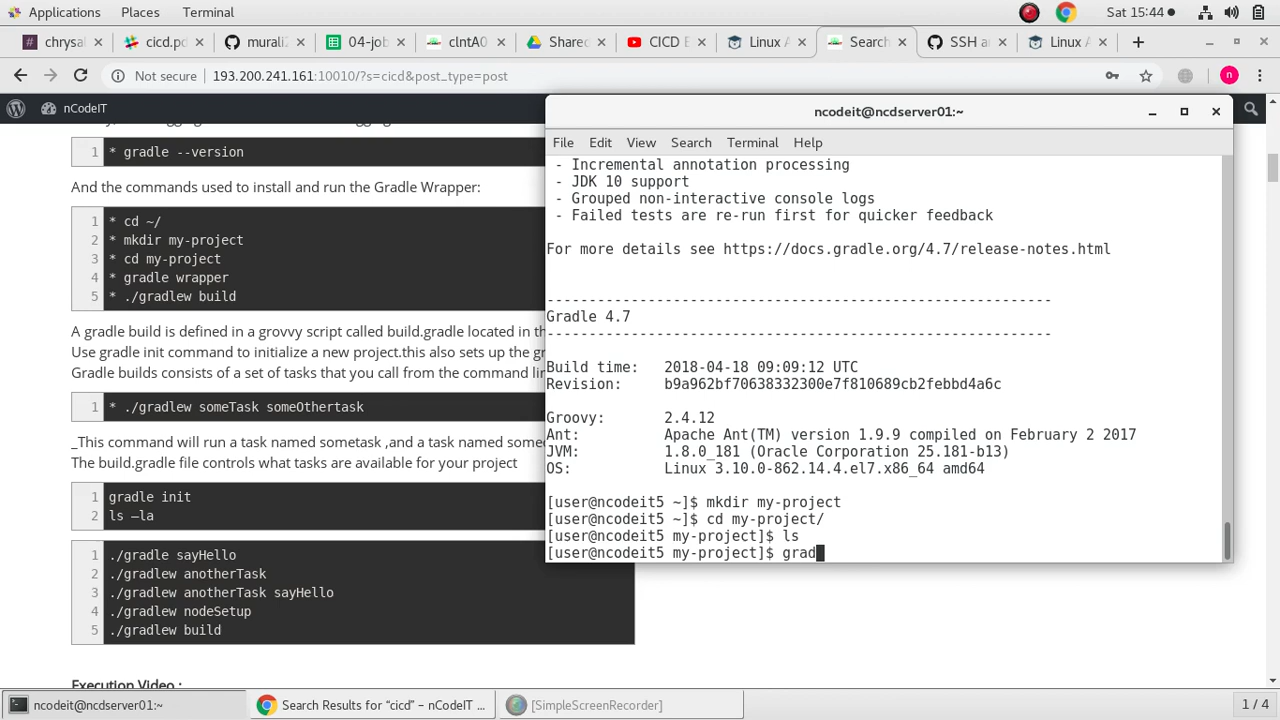 Applications Places Terminal Sat 15:44
chrysal cicd.po muraliZ 04-job clntA0 Shared CICD E Linux A Search SSH ar Linux A
Not secure 193.200.241.161:10010/?s=cicd&post_type=post
nCodeIT
1 * gradle --version
And the commands used to install and run the Gradle Wrapper:
1 * cd ~/
2 * mkdir my-project
3 * cd my-project
4 * gradle wrapper
5 * ./gradlew build
A gradle build is defined in a grovvy script called build.gradle located in th
Use gradle init command to initialize a new project.this also sets up the gr
Gradle builds consists of a set of tasks that you call from the command lin
1 * ./gradlew someTask someOthertask
_This command will run a task named sometask ,and a task named someo
The build.gradle file controls what tasks are available for your project
1 gradle init
2 ls –la
1 ./gradle sayHello
2 ./gradlew anotherTask
3 ./gradlew anotherTask sayHello
4 ./gradlew nodeSetup
5 ./gradlew build
Execution Video :
ncodeit@ncdserver01:~
File Edit View Search Terminal Help
- Incremental annotation processing
- JDK 10 support
- Grouped non-interactive console logs
- Failed tests are re-run first for quicker feedback
For more details see https://docs.gradle.org/4.7/release-notes.html
------------------------------------------------------------
Gradle 4.7
------------------------------------------------------------
Build time: 2018-04-18 09:09:12 UTC
Revision: b9a962bf70638332300e7f810689cb2febbd4a6c
Groovy: 2.4.12
Ant: Apache Ant(TM) version 1.9.9 compiled on February 2 2017
JVM: 1.8.0_181 (Oracle Corporation 25.181-b13)
OS: Linux 3.10.0-862.14.4.el7.x86_64 amd64
[user@ncodeit5 ~]$ mkdir my-project
[user@ncodeit5 ~]$ cd my-project/
[user@ncodeit5 my-project]$ ls
[user@ncodeit5 my-project]$ grad
ncodeit@ncdserver01:~ Search Results for “cicd” – nCodeIT ... [SimpleScreenRecorder] 1 / 4